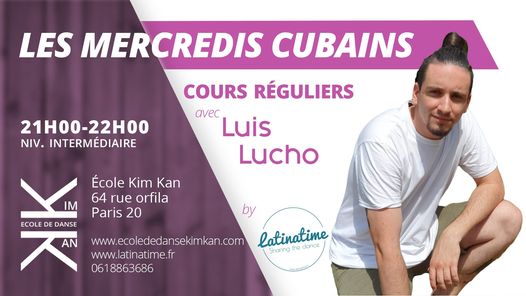 LES MERCREDIS CUBAINS
COURS RÉGULIERS
avec
Luis
Lucho
21H00-22H00
NIV. INTERMÉDIAIRE
KIM
ECOLE DE DANSE
KAN
École Kim Kan
64 rue orfila
Paris 20
www.ecolededansekimkan.com
www.latinatime.fr
0618863686
by
latinatime
Sharing the dance